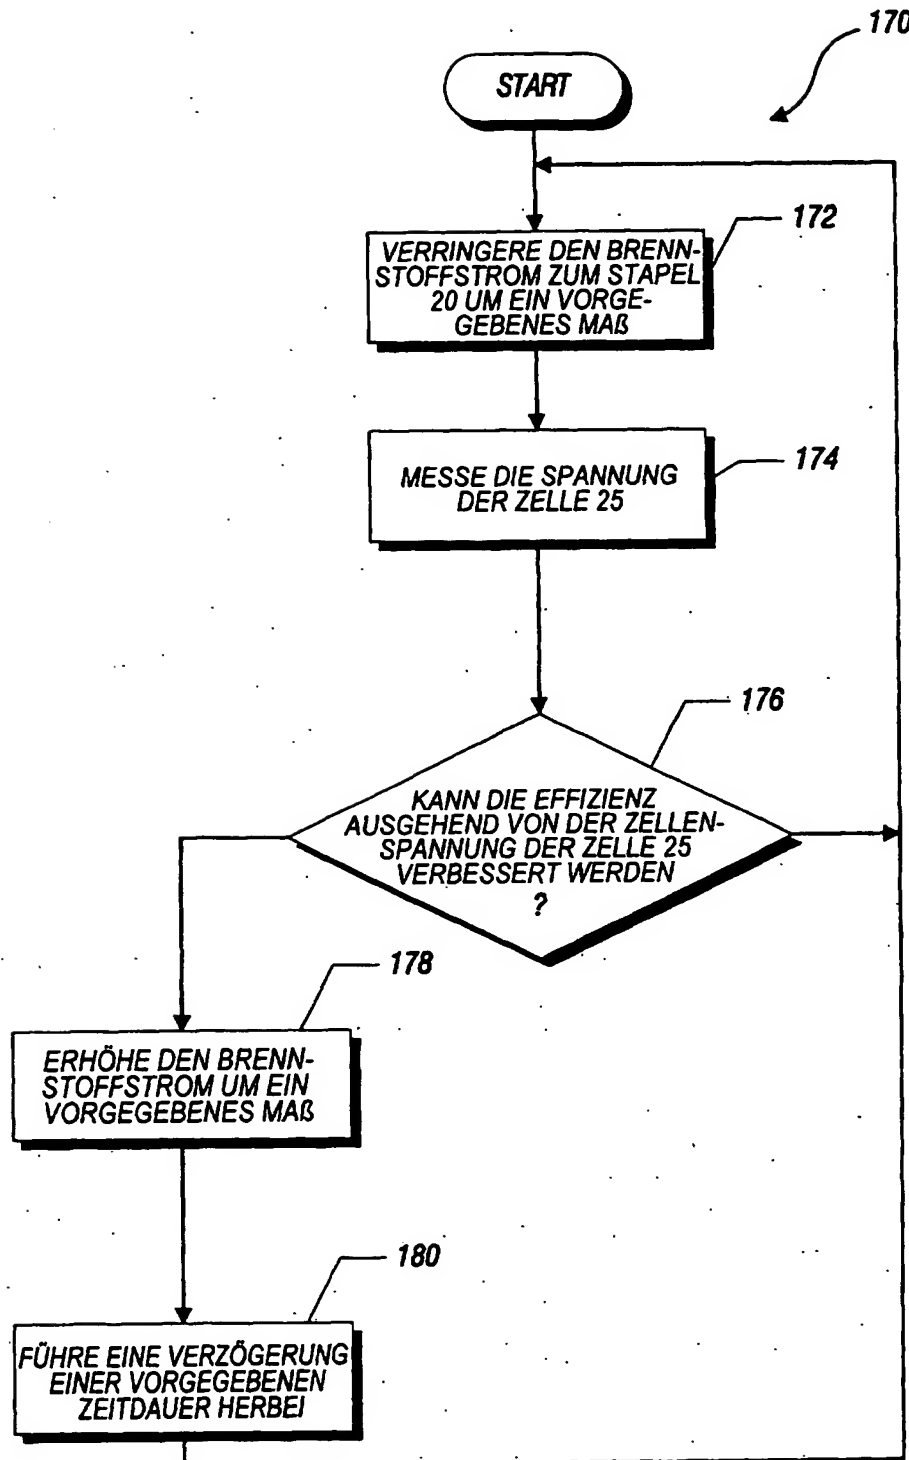 170
START
172
VERRINGERE DEN BRENN-
STOFFSTROM ZUM STAPEL
20 UM EIN VORGE-
GEBENES MAß
174
MESSE DIE SPANNUNG
DER ZELLE 25
176
KANN DIE EFFIZIENZ
AUSGEHEND VON DER ZELLEN-
SPANNUNG DER ZELLE 25
VERBESSERT WERDEN
?
178
ERHÖHE DEN BRENN-
STOFFSTROM UM EIN
VORGEGEBENES MAß
180
FÜHRE EINE VERZÖGERUNG
EINER VORGEGEBENEN
ZEITDAUER HERBEI